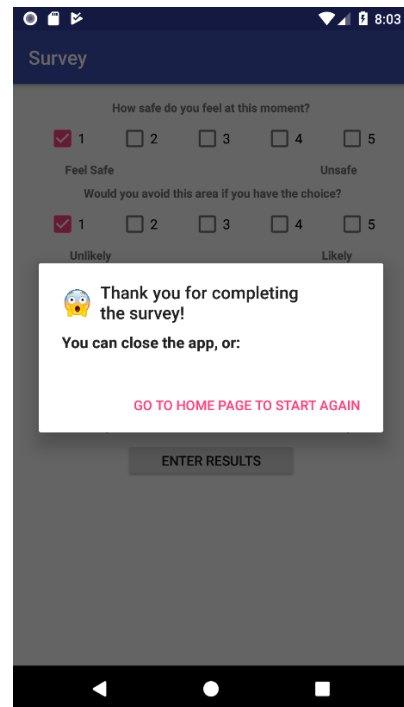 8:03
Survey
How safe do you feel at this moment?
1 2 3 4 5
Feel Safe Unsafe
Would you avoid this area if you have the choice?
1 2 3 4 5
Unlikely Likely
Thank you for completing
the survey!
You can close the app, or:
GO TO HOME PAGE TO START AGAIN
ENTER RESULTS